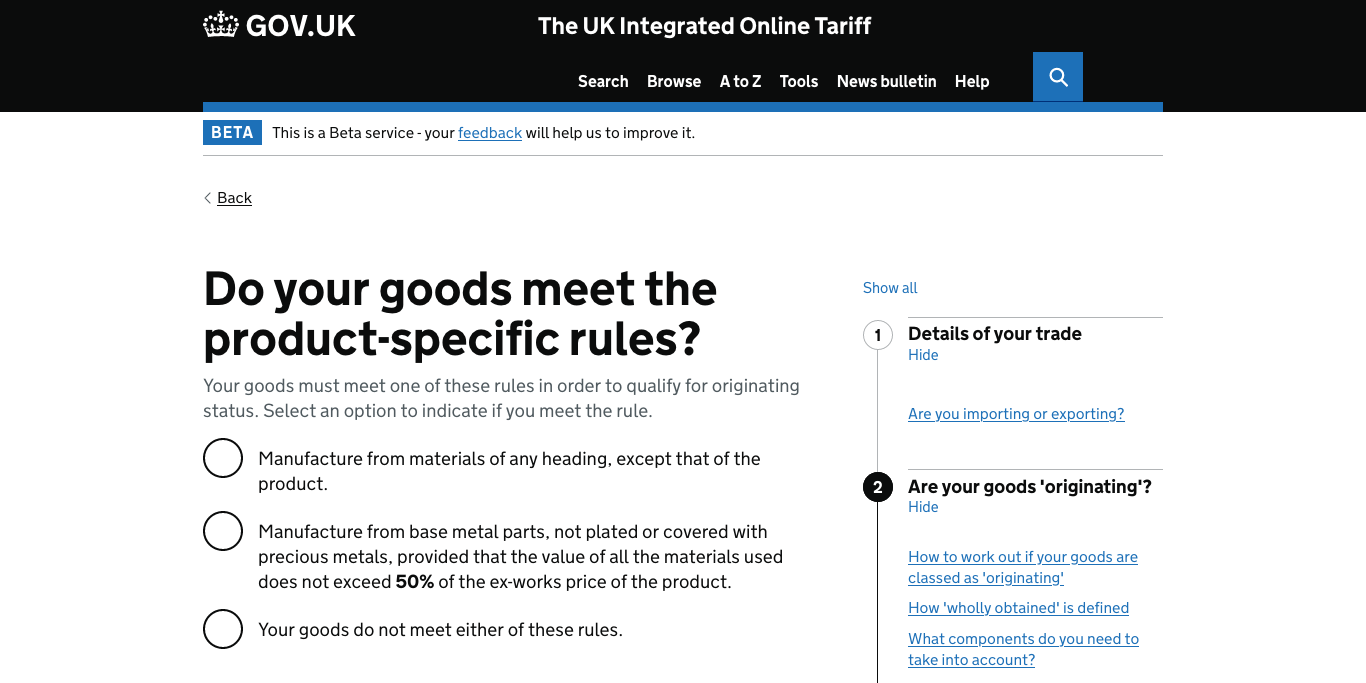 GOV.UK
The UK Integrated Online Tariff
Search Browse A to Z Tools News bulletin Help
BETA This is a Beta service - your feedback will help us to improve it.
Back
Do your goods meet the
product-specific rules?
Your goods must meet one of these rules in order to qualify for originating
status. Select an option to indicate if you meet the rule.
Manufacture from materials of any heading, except that of the
product.
Manufacture from base metal parts, not plated or covered with
precious metals, provided that the value of all the materials used
does not exceed 50% of the ex-works price of the product.
Your goods do not meet either of these rules.
Show all
1 Details of your trade
Hide
Are you importing or exporting?
2 Are your goods 'originating'?
Hide
How to work out if your goods are
classed as 'originating'
How 'wholly obtained' is defined
What components do you need to
take into account?